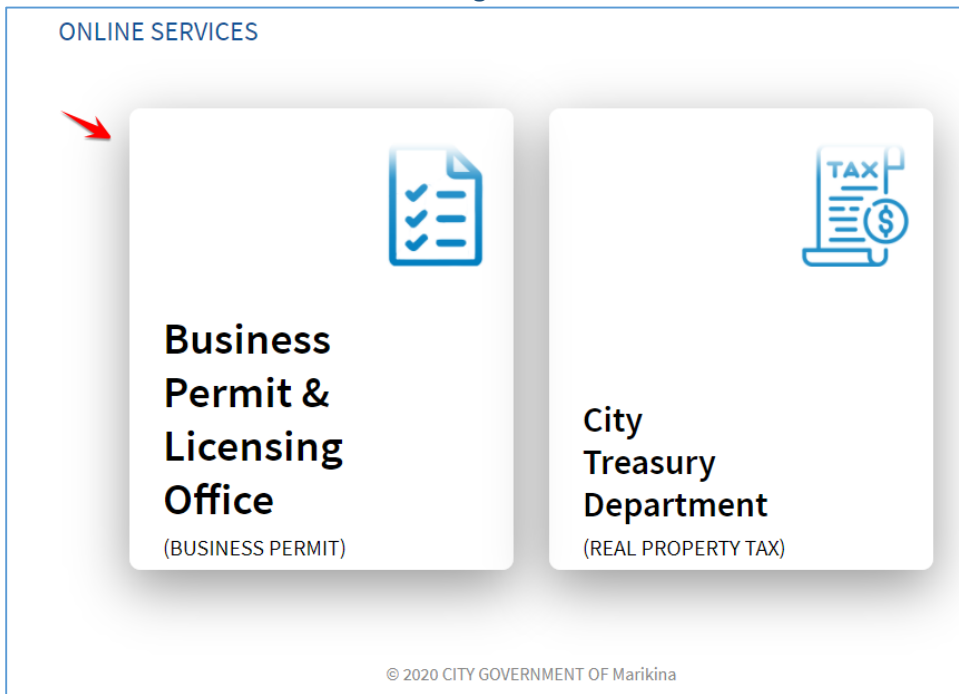 ONLINE SERVICES
TAX
$
Business
Permit &
Licensing
Office
(BUSINESS PERMIT)
City
Treasury
Department
(REAL PROPERTY TAX)
© 2020 CITY GOVERNMENT OF Marikina